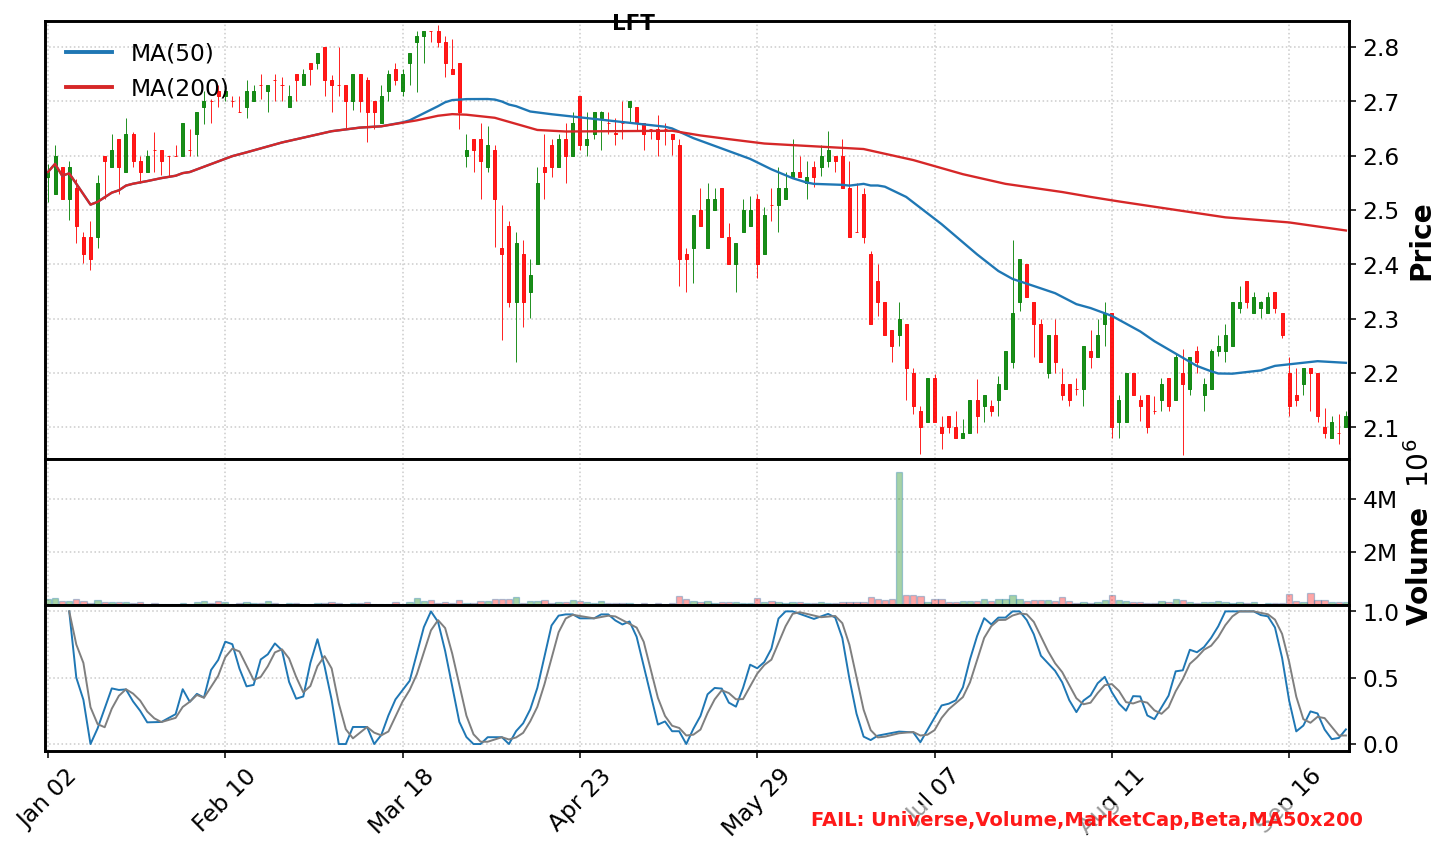 LFT
MA(50)
MA(200)
2.8
2.7
2.6
2.5
2.4
2.3
2.2
2.1
Price
4M
2M
Volume 10^6
1.0
0.5
0.0
Jan 02
Feb 10
Mar 18
Apr 23
May 29
Jul 07
Aug 11
Sep 16
FAIL: Universe,Volume,MarketCap,Beta,MA50x200